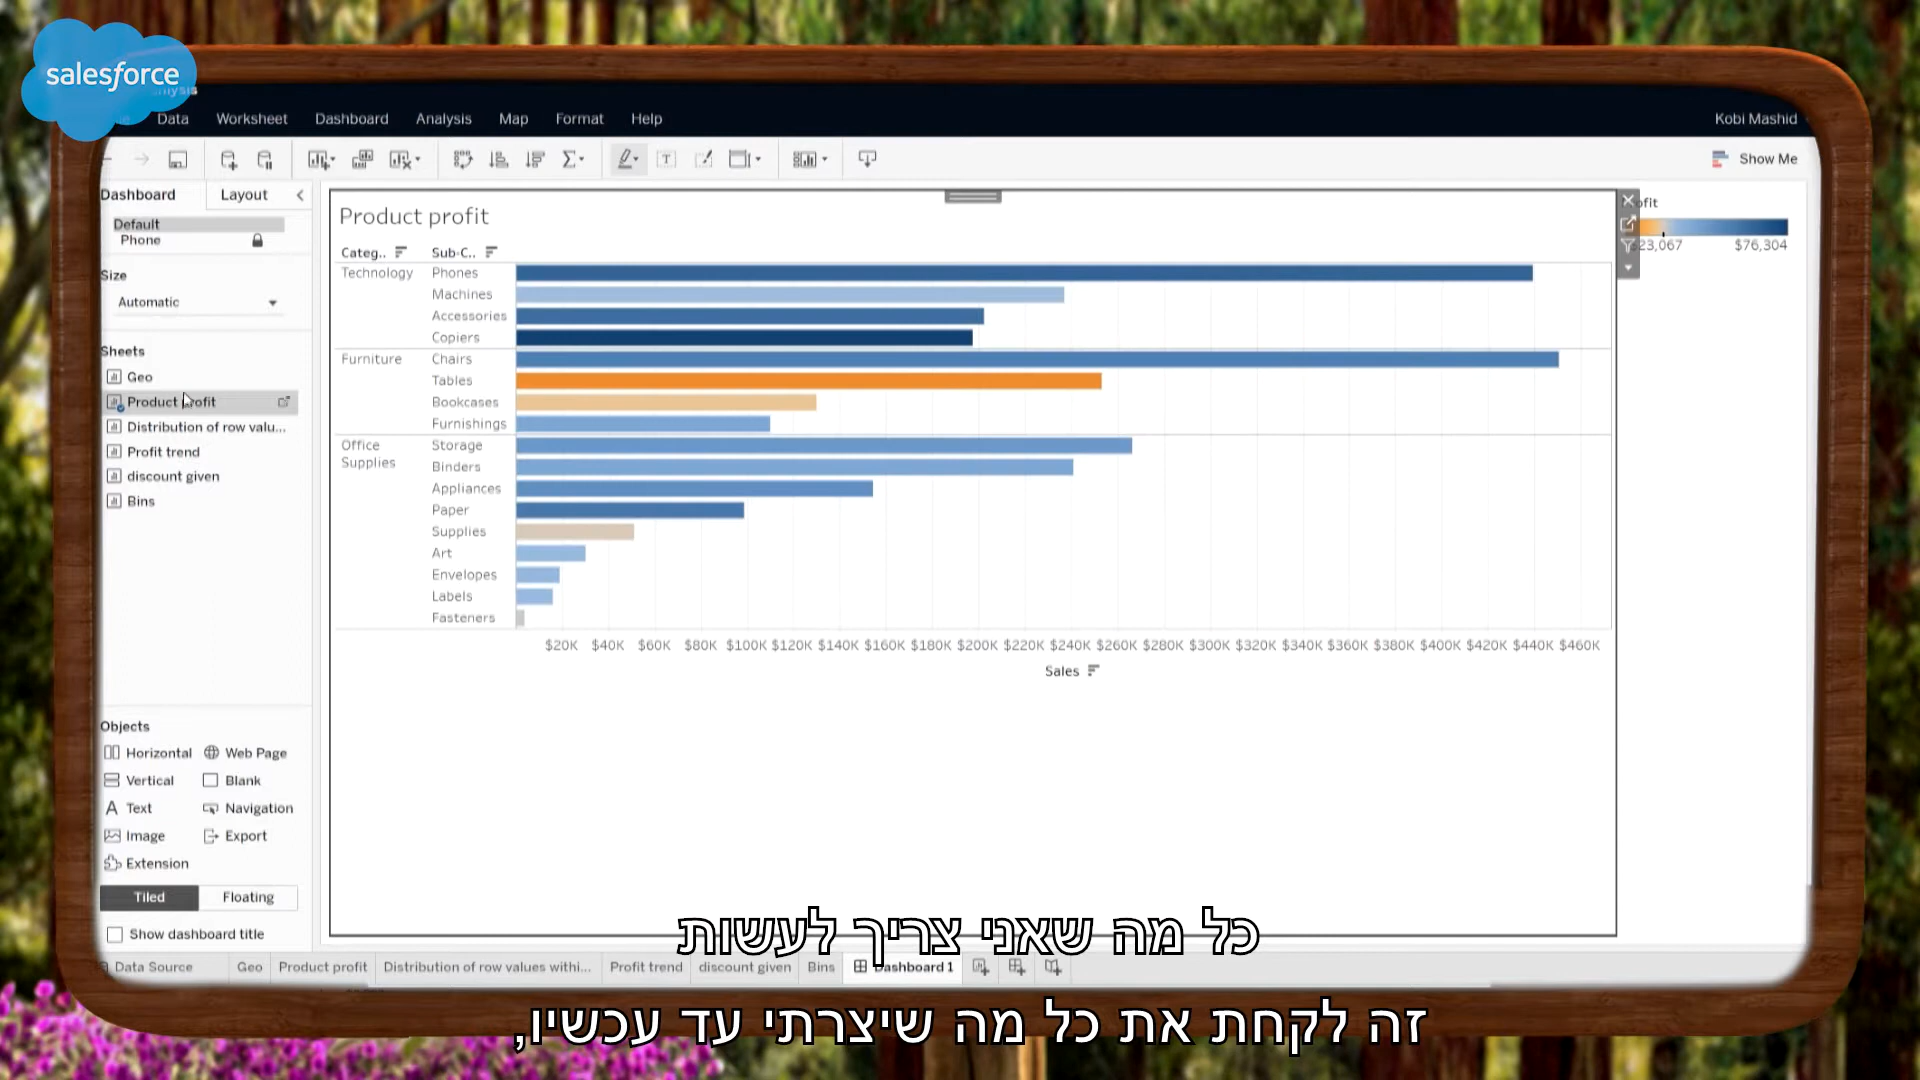 salesforce
Data Worksheet Dashboard Analysis Map Format Help
Kobi Mashid
Show Me
Dashboard Layout
Default
Phone
Size
Automatic
Sheets
Geo
Product profit
Distribution of row valu...
Profit trend
discount given
Bins
Objects
Horizontal Web Page
Vertical Blank
Text Navigation
Image Export
Extension
Tiled Floating
Show dashboard title
Product profit
Categ.. Sub-C..
Technology Phones
Machines
Accessories
Copiers
Furniture Chairs
Tables
Bookcases
Furnishings
Office Supplies Storage
Binders
Appliances
Paper
Supplies
Art
Envelopes
Labels
Fasteners
$20K $40K $60K $80K $100K $120K $140K $160K $180K $200K $220K $240K $260K $280K $300K $320K $340K $360K $380K $400K $420K $440K $460K
Sales
$76,304
Data Source Geo Product profit Distribution of row values withi... Profit trend discount given Bins Dashboard 1
כל מה שאני צריך לעשות
זה לקחת את כל מה שיצרתי עד עכשיו,